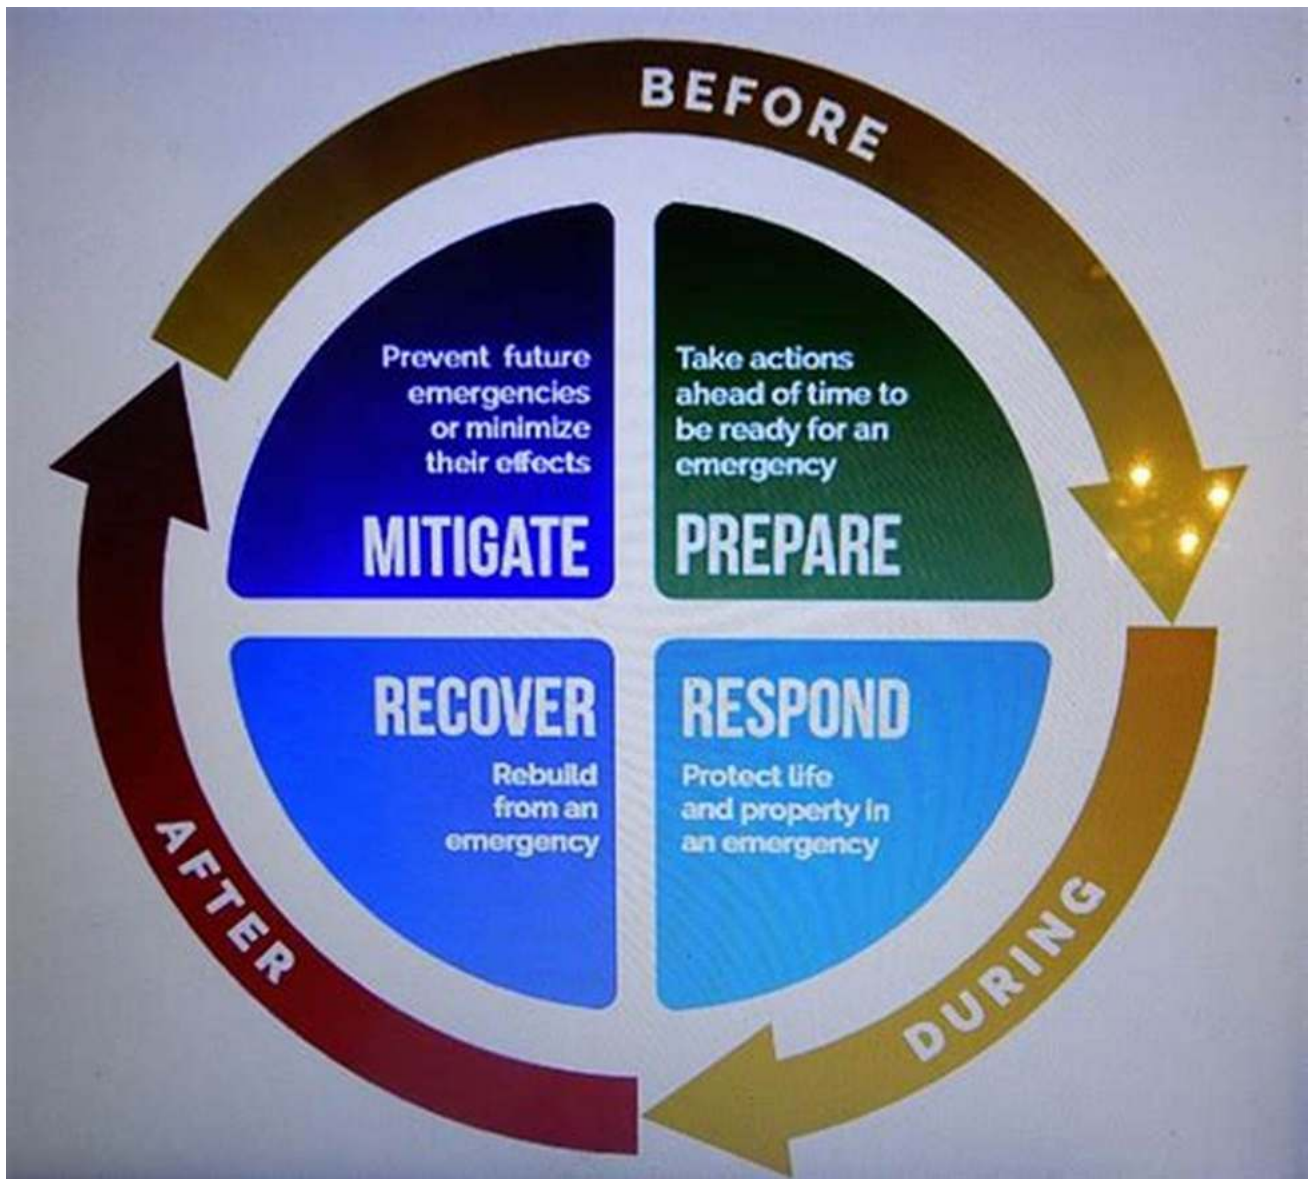 BEFORE
Prevent future
emergencies
or minimize
their effects
MITIGATE
Take actions
ahead of time to
be ready for an
emergency
PREPARE
RECOVER
Rebuild
from an
emergency
RESPOND
Protect life
and property in
an emergency
AFTER
DURING